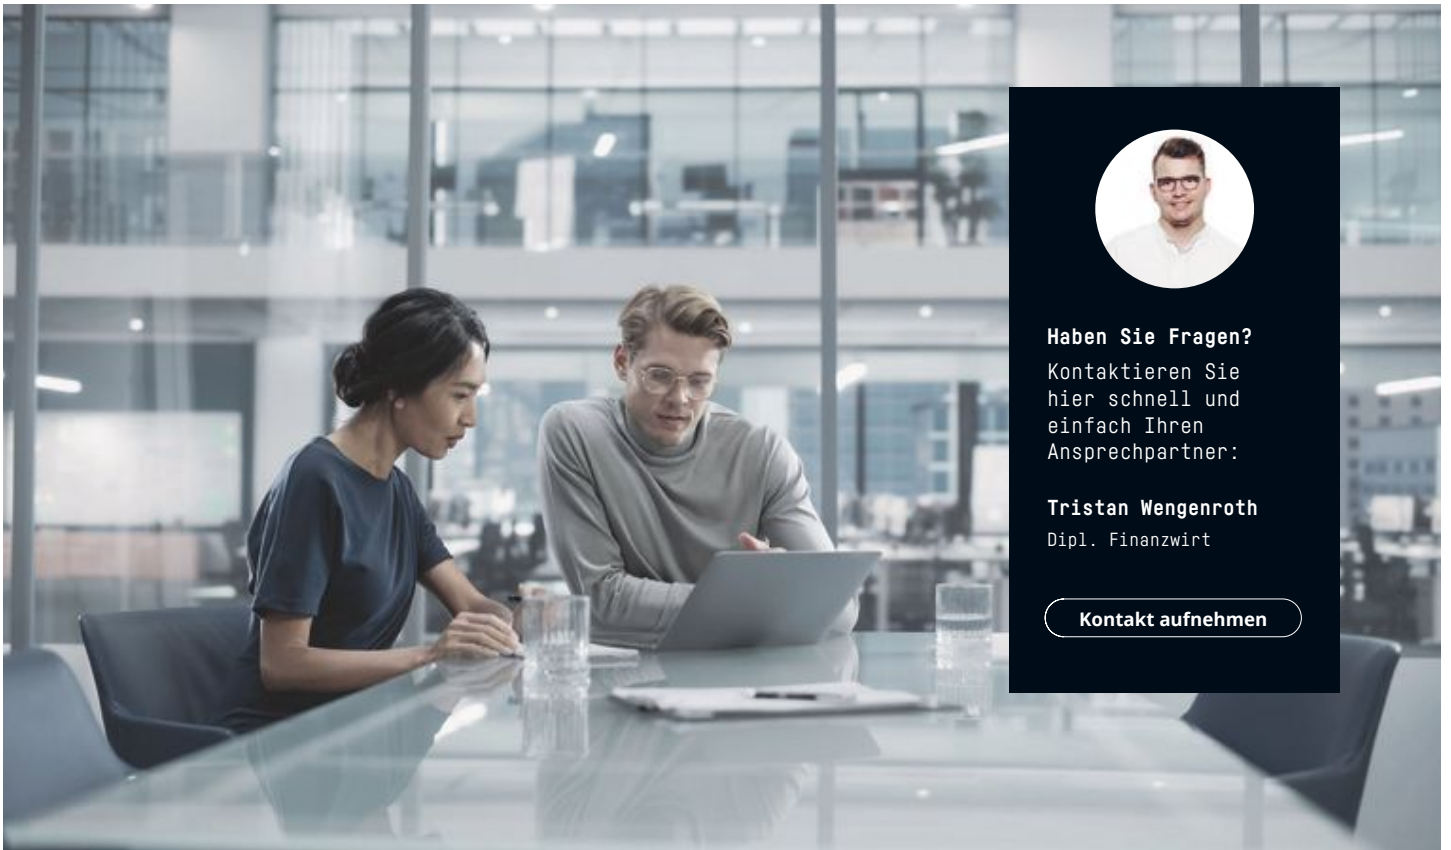 Haben Sie Fragen?
Kontaktieren Sie
hier schnell und
einfach Ihren
Ansprechpartner:
Tristan Wengenroth
Dipl. Finanzwirt
Kontakt aufnehmen